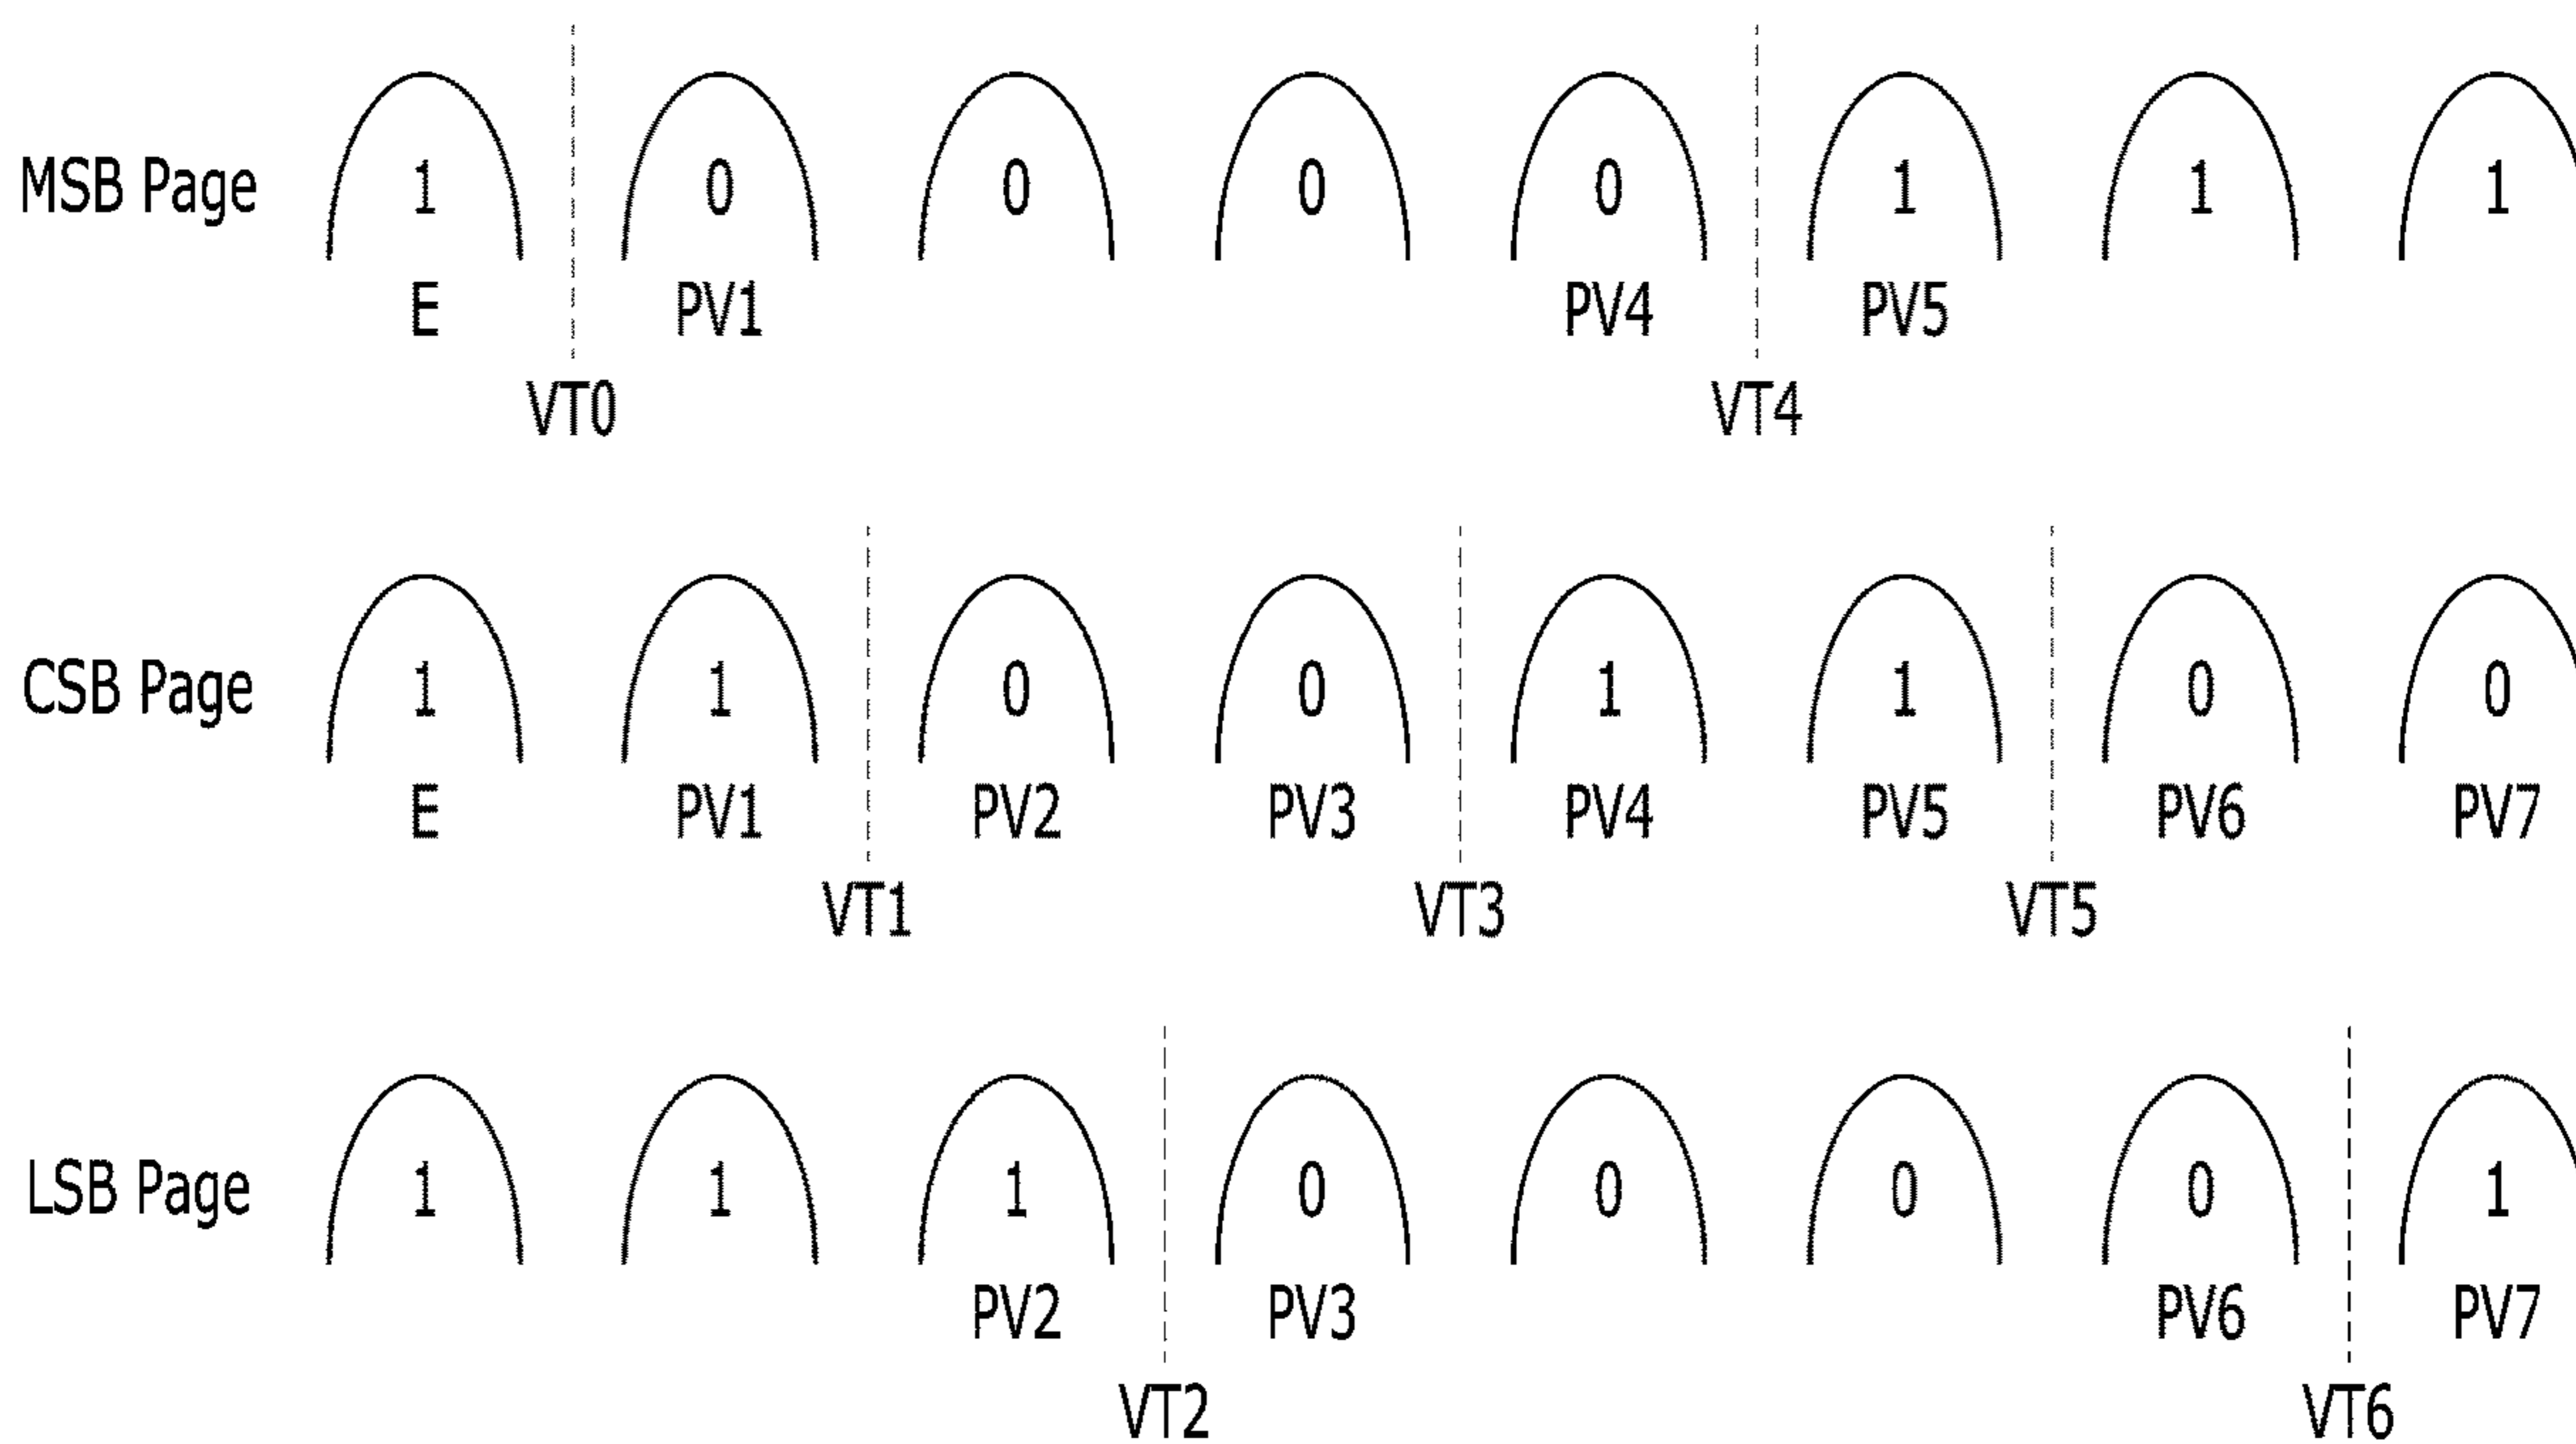 MSB Page 1 0 0 0 0 1 1 1
E PV1 PV4 PV5
VT0 VT4
CSB Page 1 1 0 0 1 1 0 0
E PV1 PV2 PV3 PV4 PV5 PV6 PV7
VT1 VT3 VT5
LSB Page 1 1 1 0 0 0 0 1
PV2 PV3 PV6 PV7
VT2 VT6